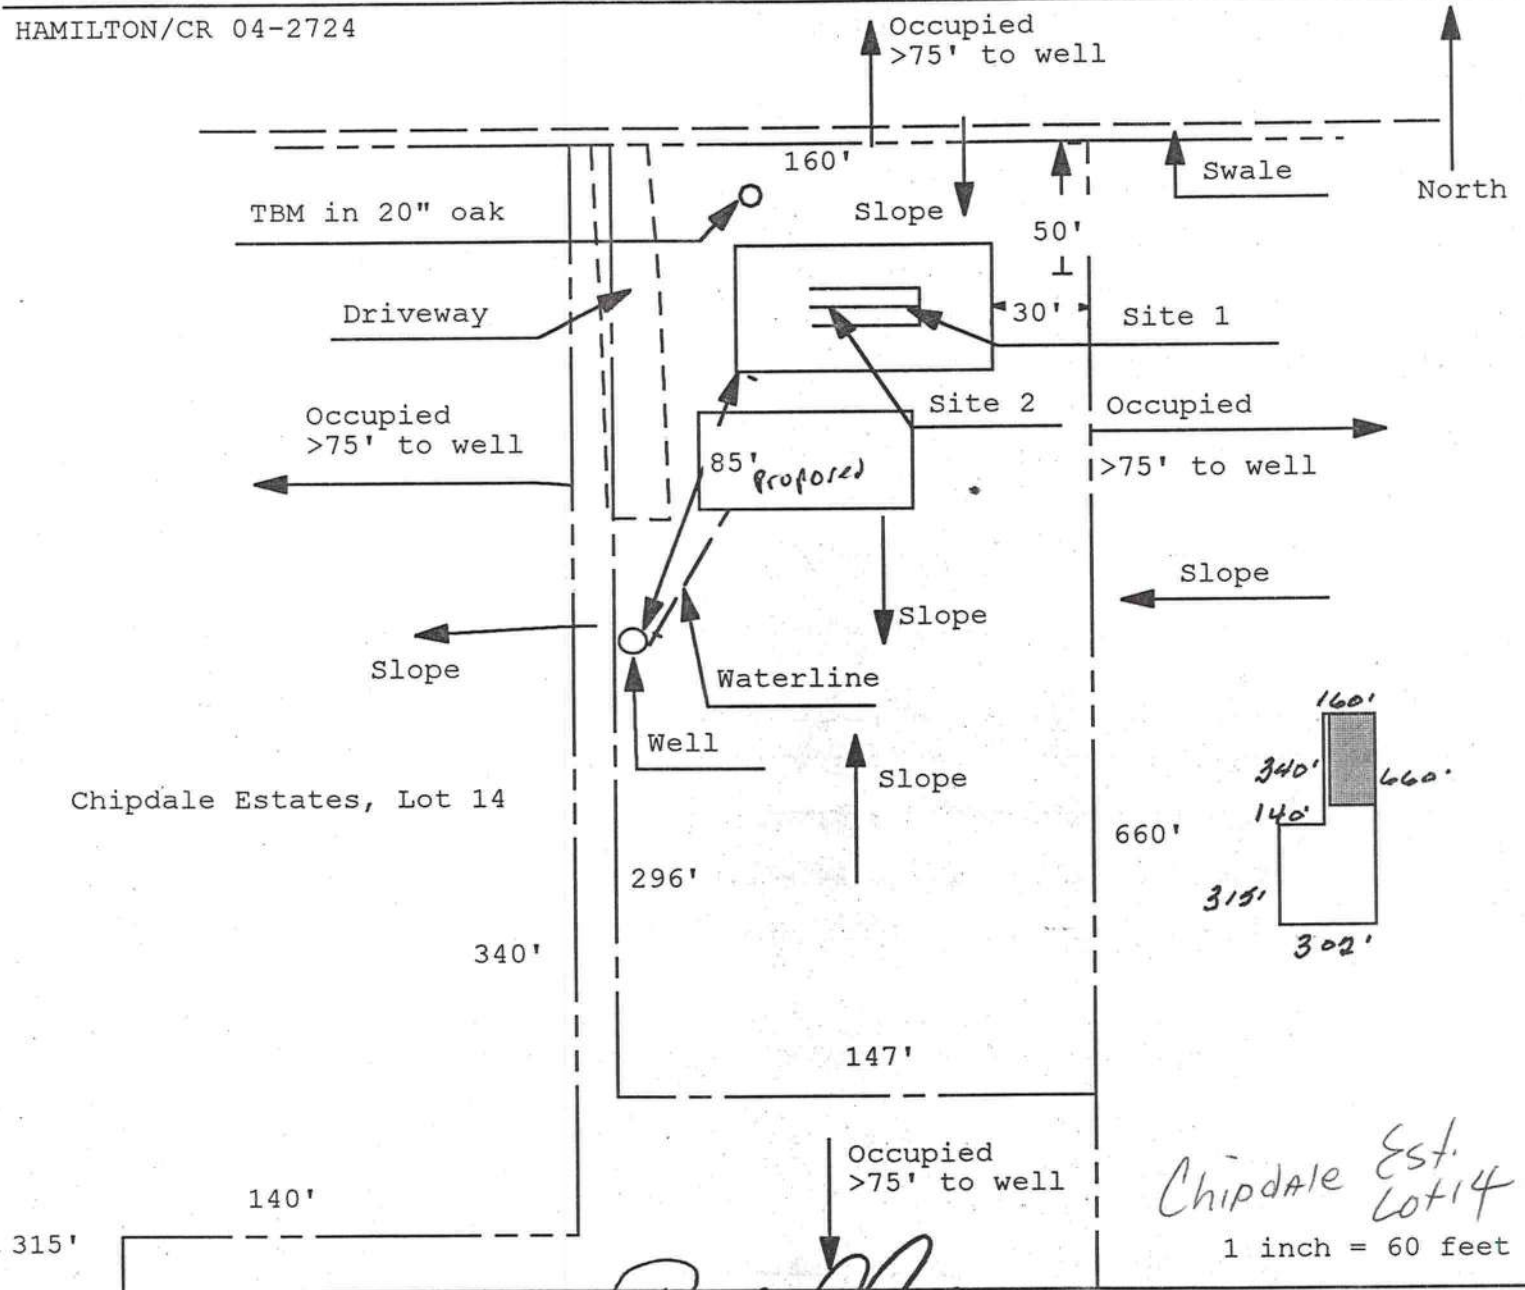 HAMILTON/CR 04-2724
Occupied
>75' to well
North
160'
Swale
TBM in 20" oak
Slope
50'
Driveway
30'
Site 1
Occupied
>75' to well
Site 2
Occupied
>75' to well
85'
Proposed
Slope
Slope
Slope
Waterline
Well
Slope
160'
340'
660'
140'
315'
302'
Chipdale Estates, Lot 14
660'
296'
340'
147'
Occupied
>75' to well
Chipdale Est.
Lot 14
140'
315'
1 inch = 60 feet